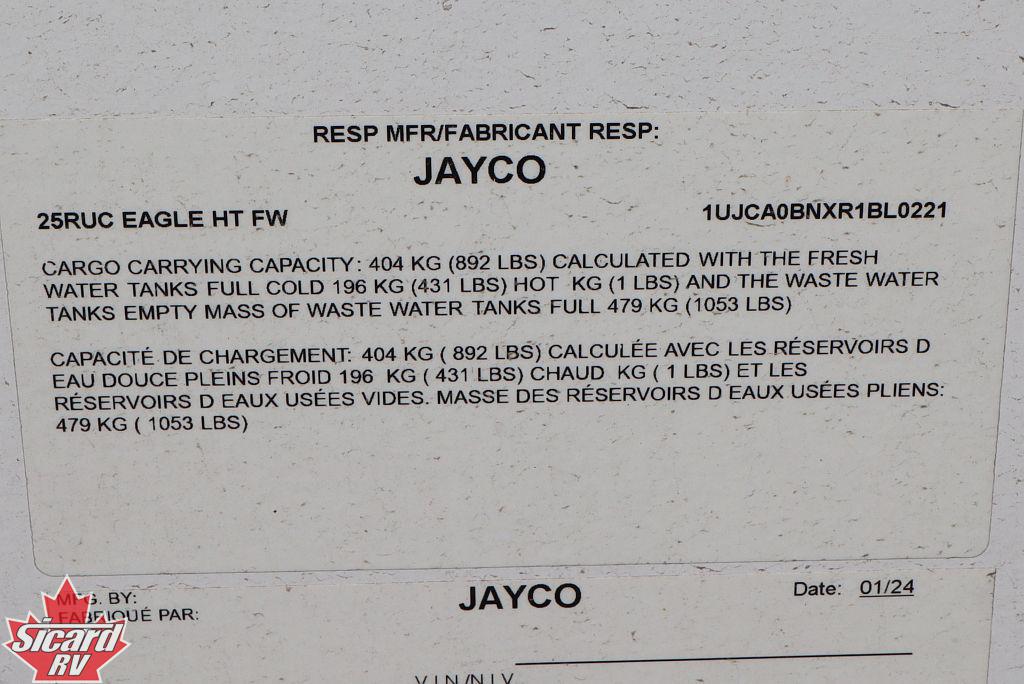 RESP MFR/FABRICANT RESP:
JAYCO
25RUC EAGLE HT FW 1UJCA0BNXR1BL0221
CARGO CARRYING CAPACITY: 404 KG (892 LBS) CALCULATED WITH THE FRESH
WATER TANKS FULL COLD 196 KG (431 LBS) HOT KG (1 LBS) AND THE WASTE WATER
TANKS EMPTY MASS OF WASTE WATER TANKS FULL 479 KG (1053 LBS)
CAPACITÉ DE CHARGEMENT: 404 KG ( 892 LBS) CALCULÉE AVEC LES RÉSERVOIRS D
EAU DOUCE PLEINS FROID 196 KG ( 431 LBS) CHAUD KG ( 1 LBS) ET LES
RÉSERVOIRS D EAUX USÉES VIDES. MASSE DES RÉSERVOIRS D EAUX USÉES PLIENS:
479 KG ( 1053 LBS)
MFG. BY: JAYCO Date: 01/24
FABRIQUÉ PAR:
Sicard
RV
V.I.N/N.I.V